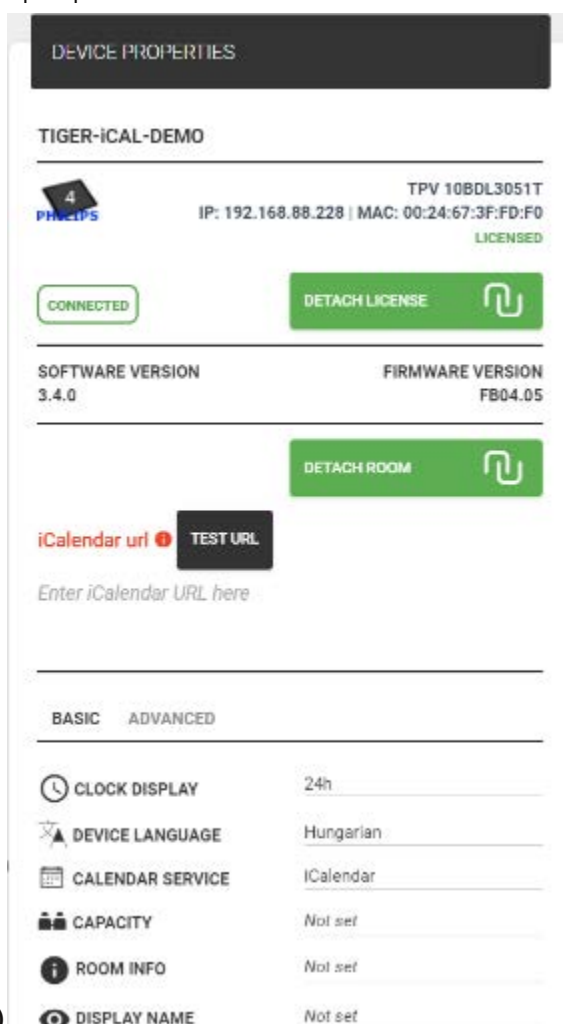 DEVICE PROPERTIES
TIGER-iCAL-DEMO
4
PHILIPS
TPV 10BDL3051T
IP: 192.168.88.228 | MAC: 00:24:67:3F:FD:F0
LICENSED
CONNECTED
DETACH LICENSE
SOFTWARE VERSION
3.4.0
FIRMWARE VERSION
FB04.05
DETACH ROOM
iCalendar url
TEST URL
Enter iCalendar URL here
BASIC ADVANCED
CLOCK DISPLAY 24h
DEVICE LANGUAGE Hungarian
CALENDAR SERVICE ICalendar
CAPACITY Not set
ROOM INFO Not set
DISPLAY NAME Not set